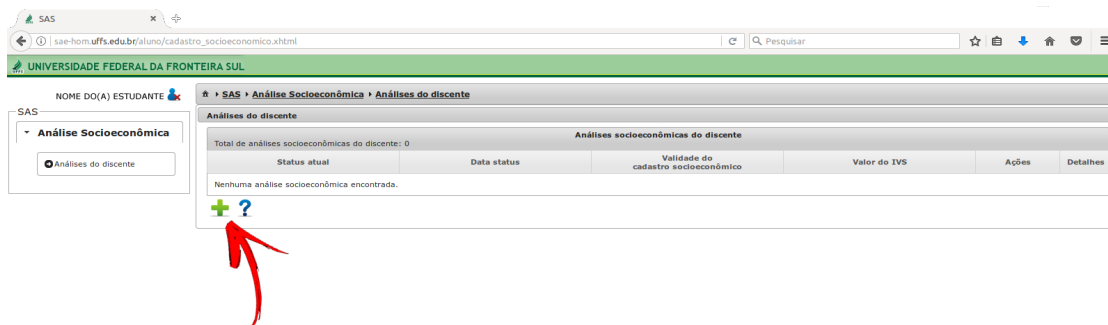 SAS
sae-hom.uffs.edu.br/aluno/cadastro_socioeconomico.xhtml
Pesquisar
UNIVERSIDADE FEDERAL DA FRONTEIRA SUL
NOME DO(A) ESTUDANTE
SAS
Análise Socioeconômica
Análises do discente
SAS Análise Socioeconômica Análises do discente
Análises do discente
Análises socioeconômicas do discente
Total de análises socioeconômicas do discente: 0
Status atual
Data status
Validade do
cadastro socioeconômico
Valor do IVS
Ações
Detalhes
Nenhuma análise socioeconômica encontrada.